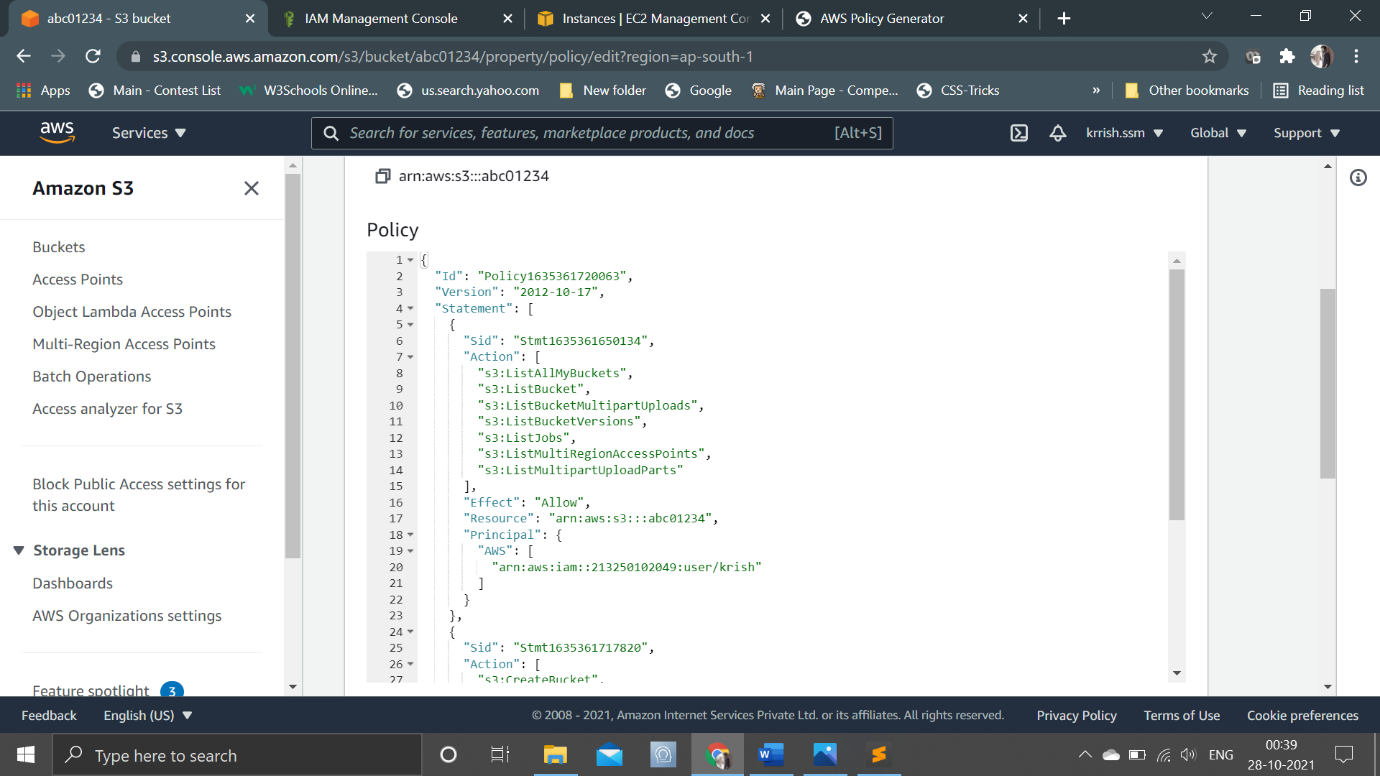 abc01234 - S3 bucket
IAM Management Console
Instances | EC2 Management Con
AWS Policy Generator
s3.console.aws.amazon.com/s3/bucket/abc01234/property/policy/edit?region=ap-south-1
Apps
Main - Contest List
W3Schools Online...
us.search.yahoo.com
New folder
Google
Main Page - Compe...
CSS-Tricks
»
Other bookmarks
Reading list
aws
Services
Search for services, features, marketplace products, and docs
[Alt+S]
krrish.ssm
Global
Support
Amazon S3
Buckets
Access Points
Object Lambda Access Points
Multi-Region Access Points
Batch Operations
Access analyzer for S3
Block Public Access settings for
this account
Storage Lens
Dashboards
AWS Organizations settings
Feature spotlight 3
arn:aws:s3:::abc01234
Policy
1 {
2 "Id": "Policy1635361720063",
3 "Version": "2012-10-17",
4 "Statement": [
5 {
6 "Sid": "Stmt1635361650134",
7 "Action": [
8 "s3:ListAllMyBuckets",
9 "s3:ListBucket",
10 "s3:ListBucketMultipartUploads",
11 "s3:ListBucketVersions",
12 "s3:ListJobs",
13 "s3:ListMultiRegionAccessPoints",
14 "s3:ListMultipartUploadParts"
15 ],
16 "Effect": "Allow",
17 "Resource": "arn:aws:s3:::abc01234",
18 "Principal": {
19 "AWS": [
20 "arn:aws:iam::213250102049:user/krish"
21 ]
22 }
23 },
24 {
25 "Sid": "Stmt1635361717820",
26 "Action": [
27 "s3:CreateBucket",
Feedback
English (US)
© 2008 - 2021, Amazon Internet Services Private Ltd. or its affiliates. All rights reserved.
Privacy Policy
Terms of Use
Cookie preferences
Type here to search
ENG
00:39
28-10-2021